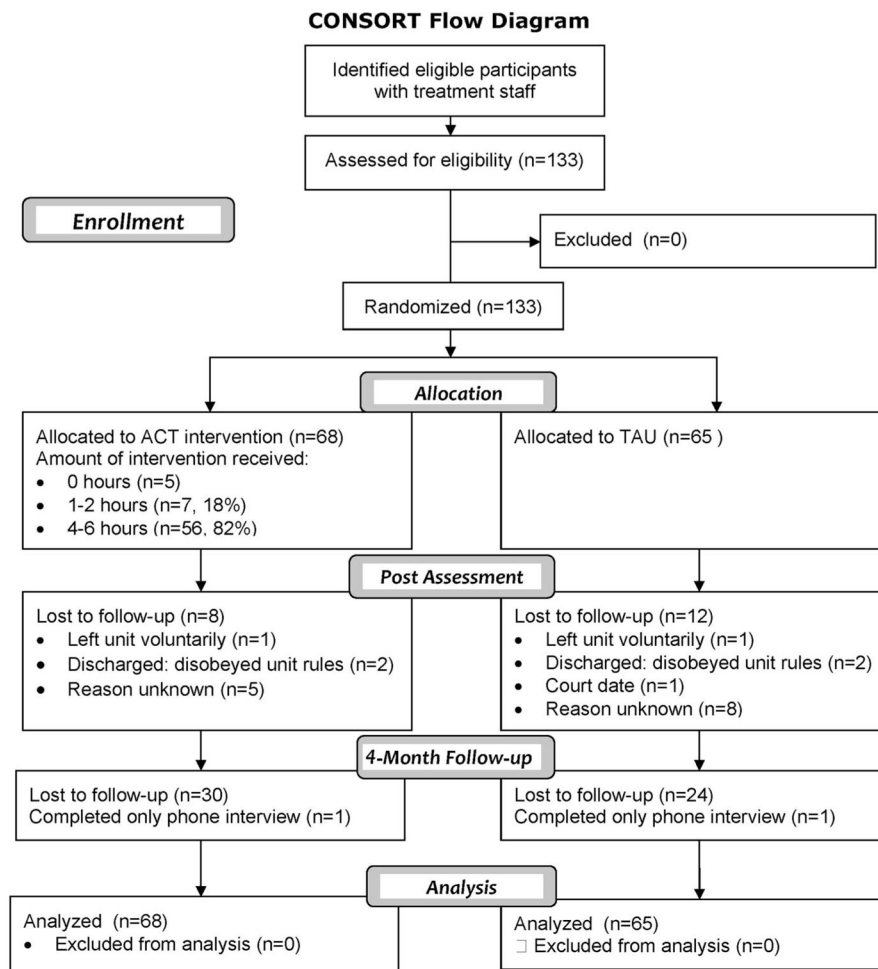 CONSORT Flow Diagram
Identified eligible participants
with treatment staff
Assessed for eligibility (n=133)
Enrollment
Excluded (n=0)
Randomized (n=133)
Allocation
Allocated to ACT intervention (n=68)
Amount of intervention received:
• 0 hours (n=5)
• 1-2 hours (n=7, 18%)
• 4-6 hours (n=56, 82%)
Allocated to TAU (n=65 )
Post Assessment
Lost to follow-up (n=8)
• Left unit voluntarily (n=1)
• Discharged: disobeyed unit rules (n=2)
• Reason unknown (n=5)
Lost to follow-up (n=12)
• Left unit voluntarily (n=1)
• Discharged: disobeyed unit rules (n=2)
• Court date (n=1)
• Reason unknown (n=8)
4-Month Follow-up
Lost to follow-up (n=30)
Completed only phone interview (n=1)
Lost to follow-up (n=24)
Completed only phone interview (n=1)
Analysis
Analyzed (n=68)
• Excluded from analysis (n=0)
Analyzed (n=65)
□ Excluded from analysis (n=0)